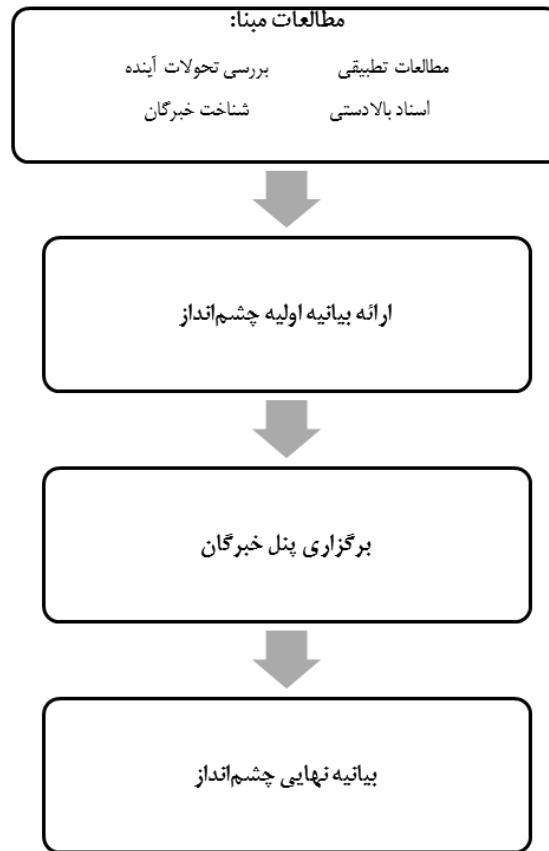 مطالعات مبنا:
مطالعات تطبیقی بررسی تحولات آینده
اسناد بالادستی شناخت خبرگان
ارائه بیانیه اولیه چشم‌انداز
برگزاری پنل خبرگان
بیانیه نهایی چشم‌انداز